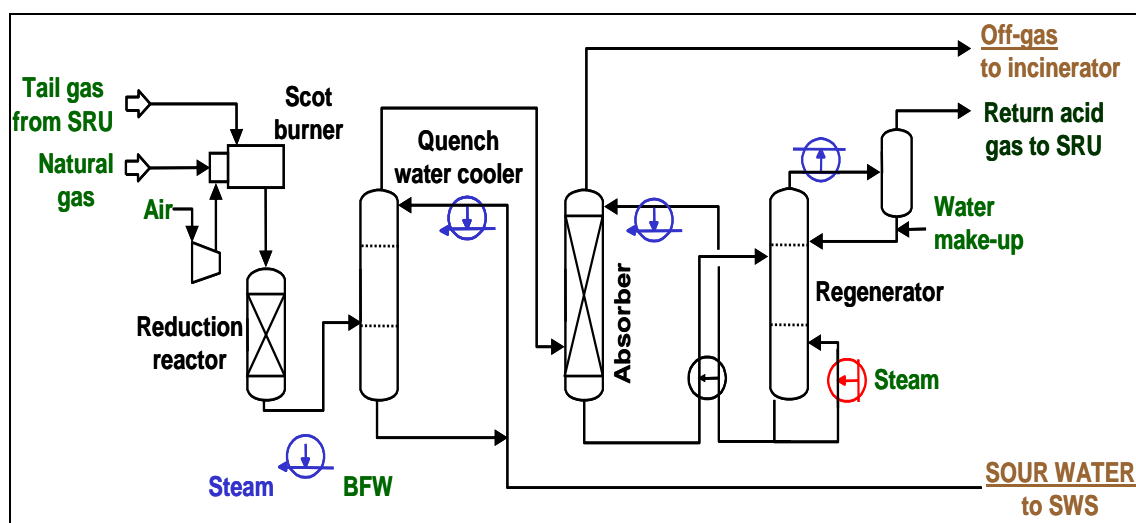 Tail gas
from SRU
Natural
gas
Air
Scot
burner
Quench
water cooler
Reduction
reactor
Steam
BFW
Absorber
Off-gas
to incinerator
Return acid
gas to SRU
Water
make-up
Regenerator
Steam
SOUR WATER
to SWS